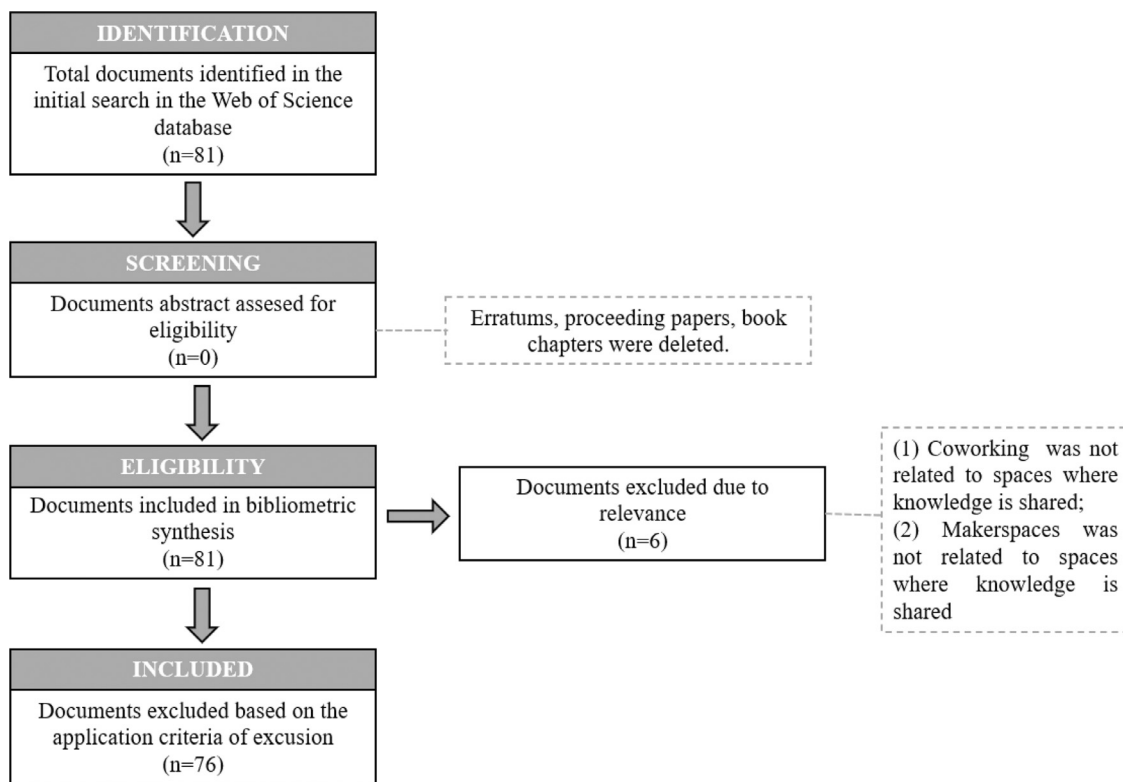 IDENTIFICATION
Total documents identified in the
initial search in the Web of Science
database
(n=81)
SCREENING
Documents abstract assesed for
eligibility
(n=0)
Erratums, proceeding papers, book
chapters were deleted.
ELIGIBILITY
Documents included in bibliometric
synthesis
(n=81)
Documents excluded due to
relevance
(n=6)
(1) Coworking was not
related to spaces where
knowledge is shared;
(2) Makerspaces was
not related to spaces
where knowledge is
shared
INCLUDED
Documents excluded based on the
application criteria of excusion
(n=76)